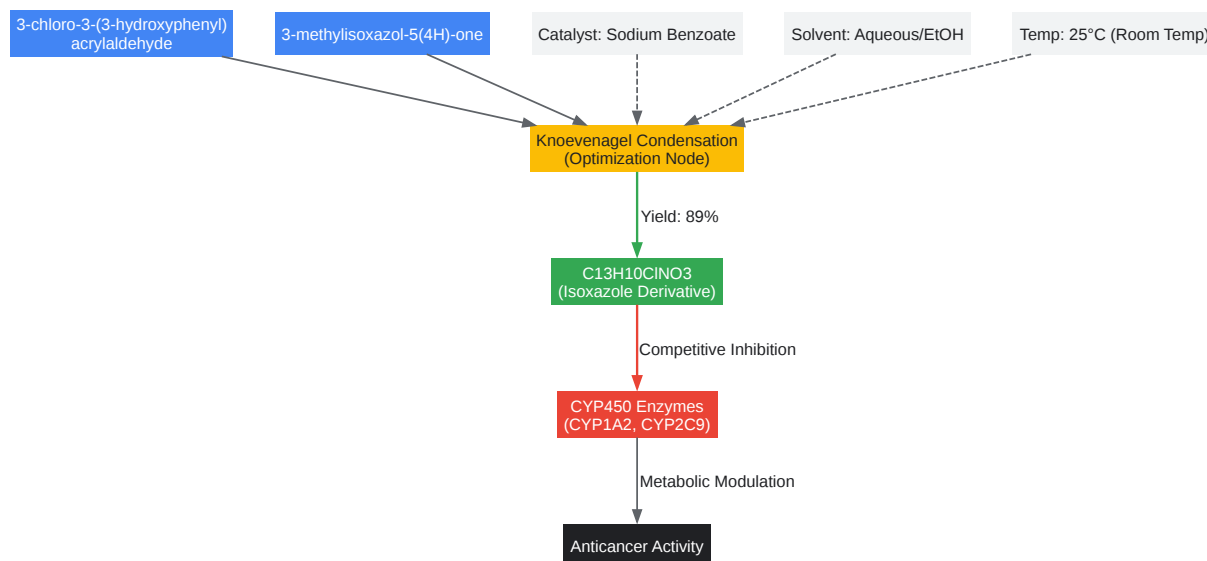 3-chloro-3-(3-hydroxyphenyl)
acrylaldehyde
3-methylisoxazol-5(4H)-one
Catalyst: Sodium Benzoate
Solvent: Aqueous/EtOH
Temp: 25°C (Room Temp)
Knoevenagel Condensation
(Optimization Node)
Yield: 89%
C13H10ClNO3
(Isoxazole Derivative)
Competitive Inhibition
CYP450 Enzymes
(CYP1A2, CYP2C9)
Metabolic Modulation
Anticancer Activity